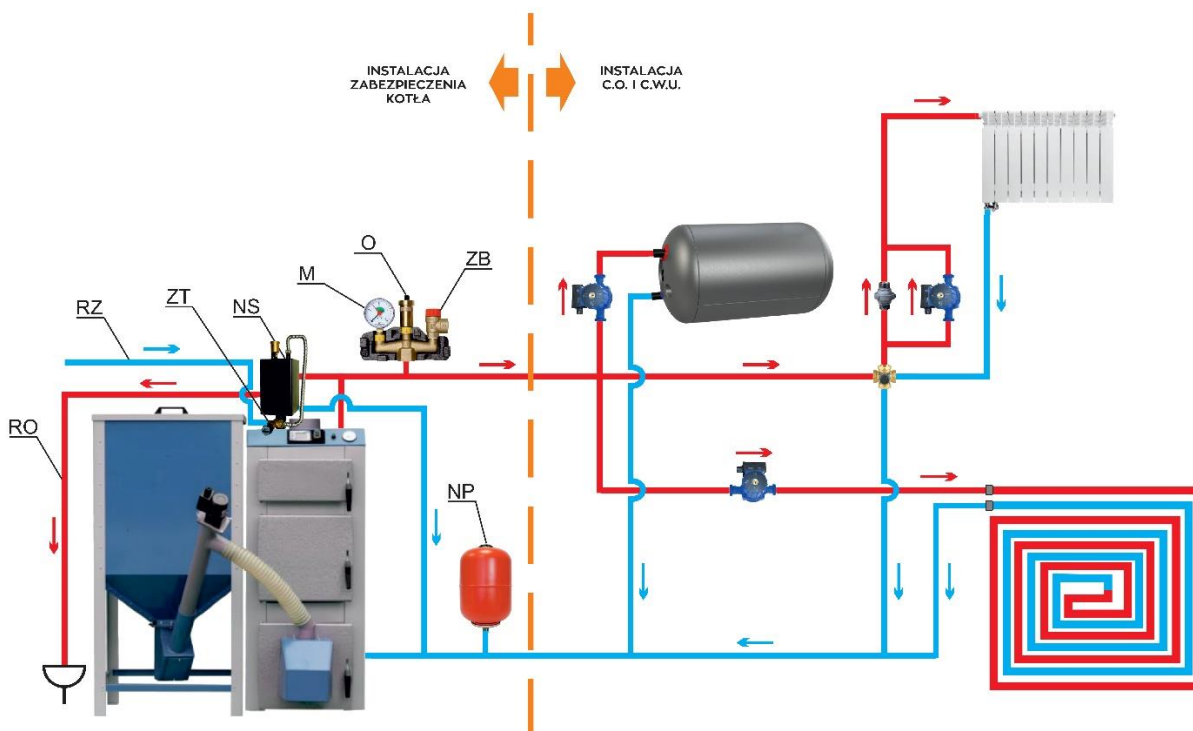 INSTALACJA
ZABEZPIECZENIA
KOTŁA
INSTALACJA
C.O. I C.W.U.
O
M
ZB
ZT
NS
RZ
RO
NP